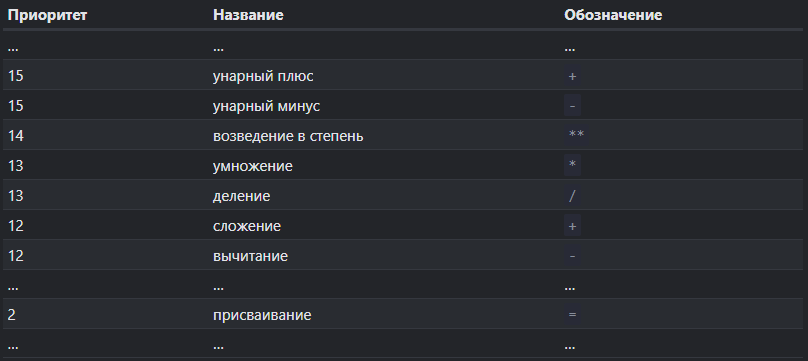 Приоритет Название Обозначение
... ... ...
15 унарный плюс +
15 унарный минус -
14 возведение в степень **
13 умножение *
13 деление /
12 сложение +
12 вычитание -
... ... ...
2 присваивание =
... ... ...